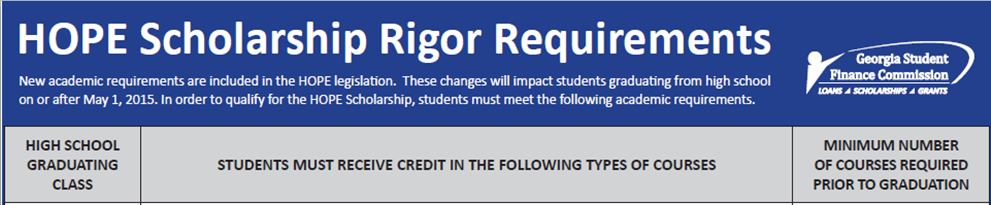 HOPE Scholarship Rigor Requirements
New academic requirements are included in the HOPE legislation.  These changes will impact students graduating from high school
on or after May 1, 2015. In order to qualify for the HOPE Scholarship, students must meet the following academic requirements.
Georgia Student
Finance Commission
LOANS SCHOLARSHIPS GRANTS
HIGH SCHOOL
GRADUATING
CLASS
STUDENTS MUST RECEIVE CREDIT IN THE FOLLOWING TYPES OF COURSES
MINIMUM NUMBER
OF COURSES REQUIRED
PRIOR TO GRADUATION